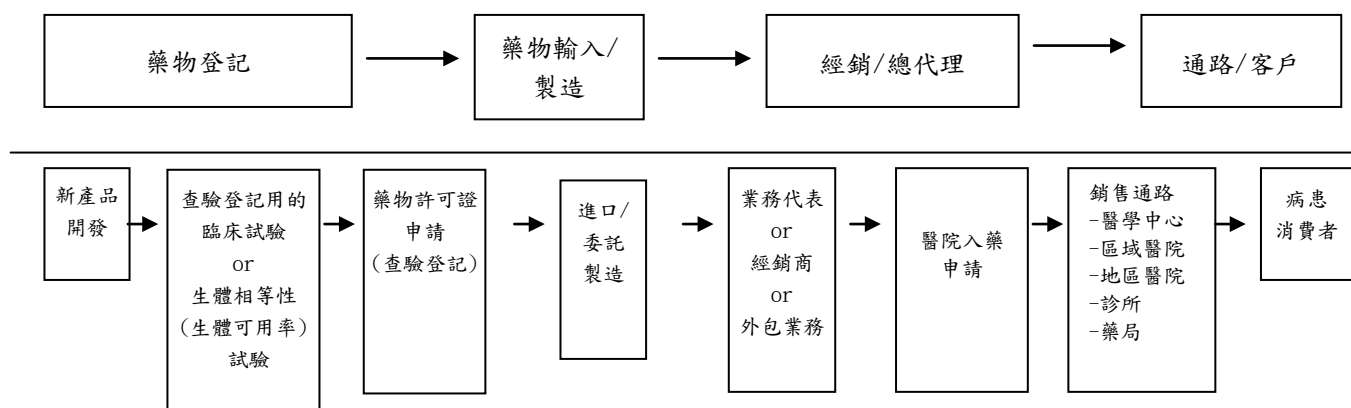 藥物登記
藥物輸入/
製造
經銷/總代理
通路/客戶
新產品
開發
查驗登記用的
臨床試驗
or
生體相等性
(生體可用率)
試驗
藥物許可證
申請
(查驗登記)
進口/
委託
製造
業務代表
or
經銷商
or
外包業務
醫院入藥
申請
銷售通路
-醫學中心
-區域醫院
-地區醫院
-診所
-藥局
病患
消費者